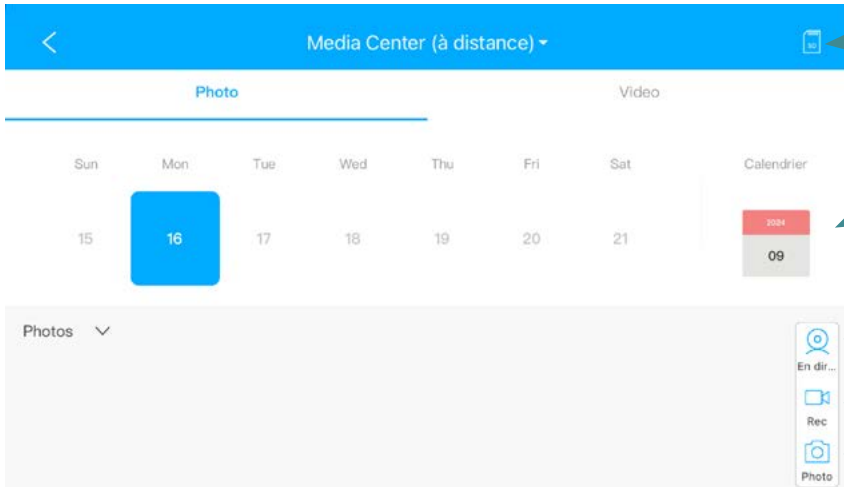 Media Center (à distance)
SD
Photo Video
Sun Mon Tue Wed Thu Fri Sat Calendrier
15 16 17 18 19 20 21 2024
09
Photos
En dir...
Rec
Photo